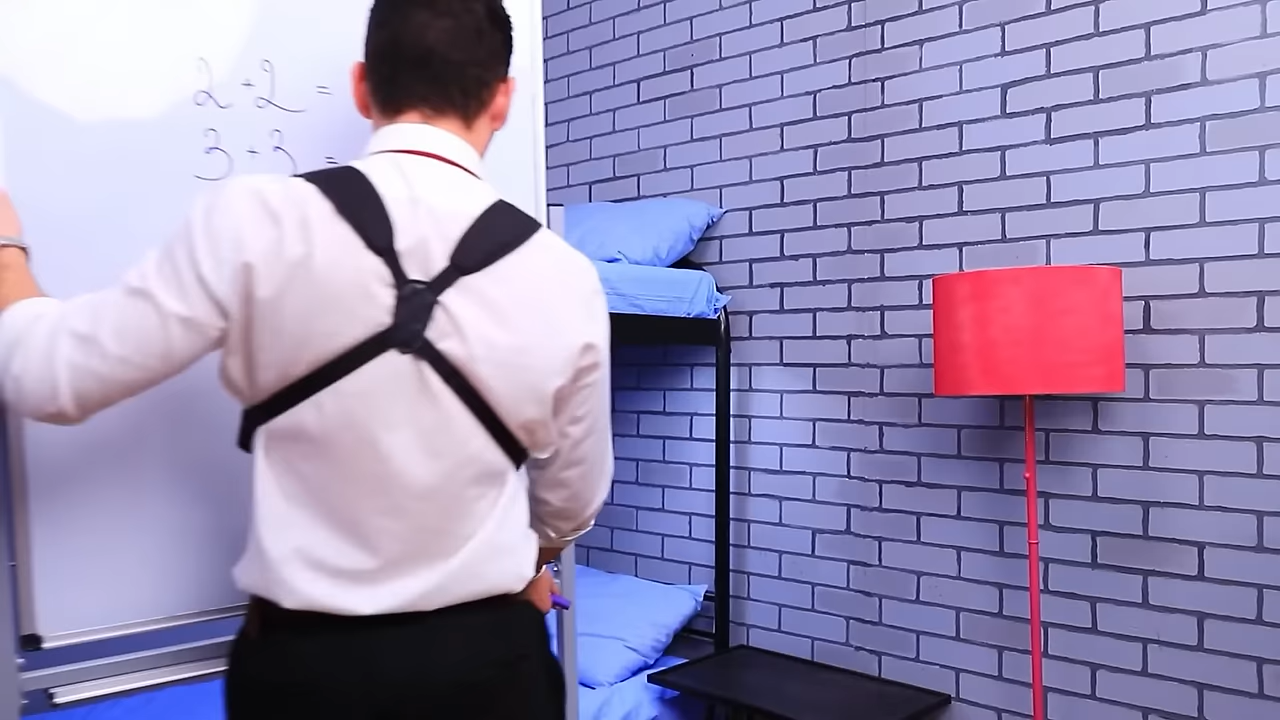 2 + 2 =
3 + 3 =